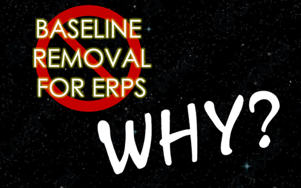 BASELINE
REMOVAL
FOR ERPS
WHY?